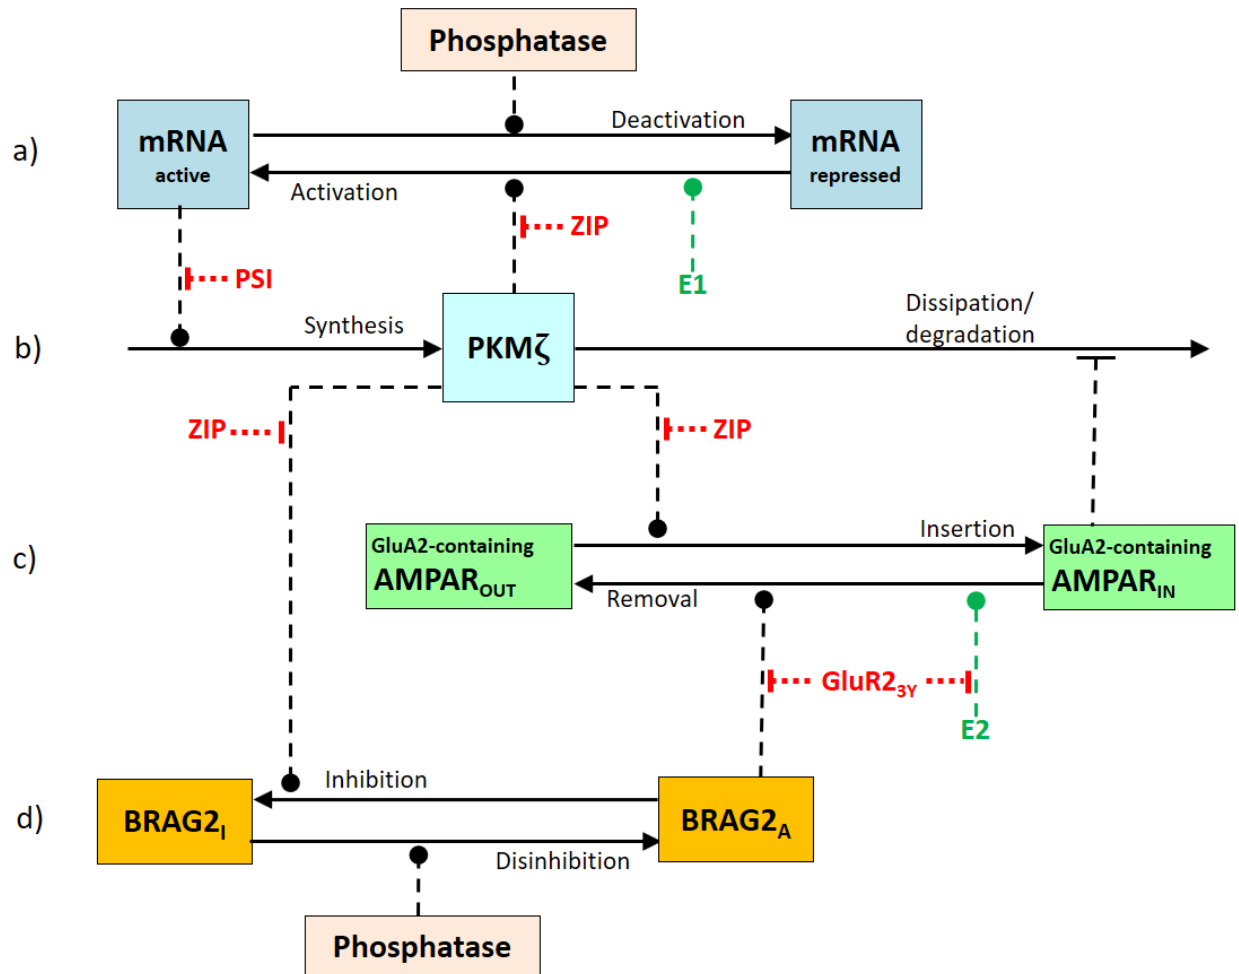 Phosphatase
a)
mRNA
active
Deactivation
mRNA
repressed
Activation
ZIP
PSI
E1
b)
Synthesis
PKMζ
Dissipation/
degradation
ZIP
ZIP
c)
GluA2-containing
AMPAROUT
Insertion
Removal
GluA2-containing
AMPARIN
GluR23Y
E2
d)
BRAG2I
Inhibition
BRAG2A
Disinhibition
Phosphatase